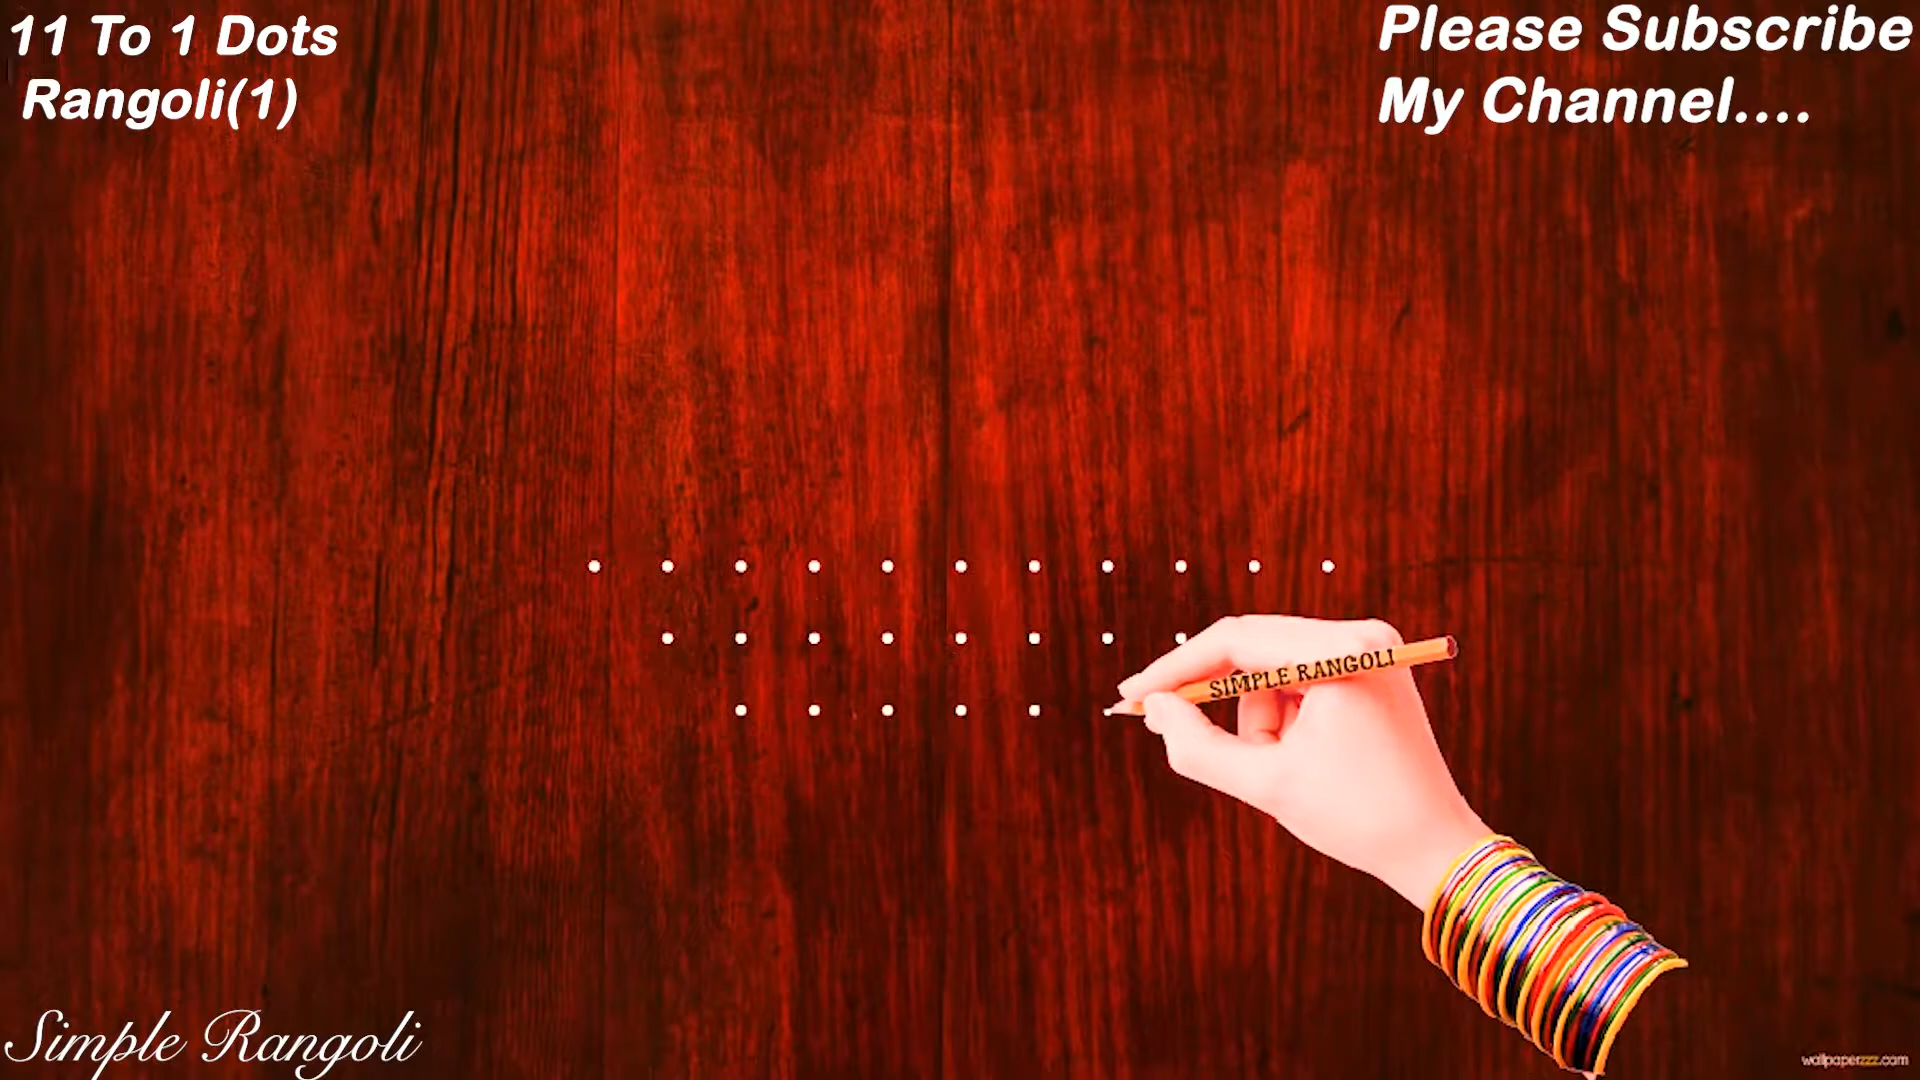 11 To 1 Dots
Rangoli(1)
Please Subscribe
My Channel....
SIMPLE RANGOLI
Simple Rangoli
wallpaperzzz.com